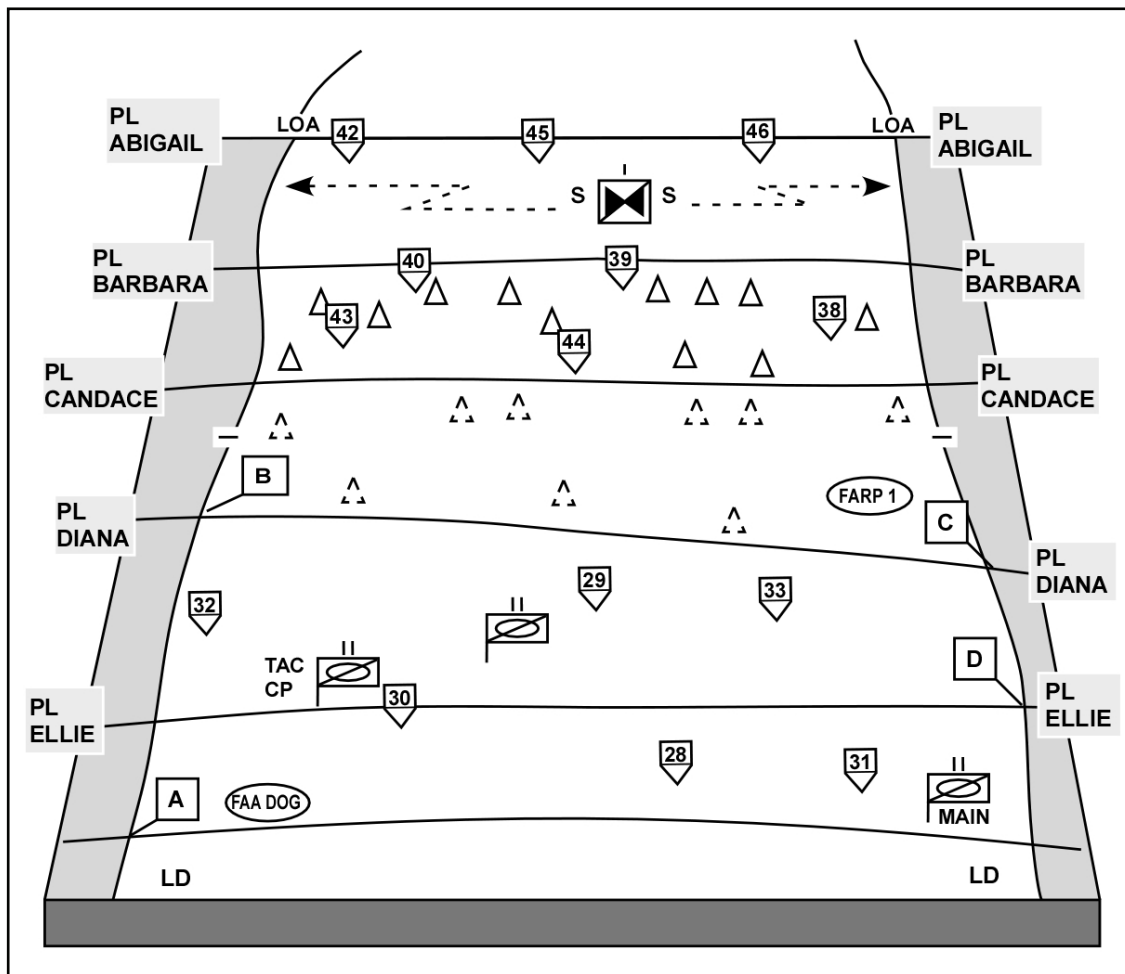 PL
ABIGAIL
LOA
42
45
46
LOA
PL
ABIGAIL
I
S
S
PL
BARBARA
40
39
PL
BARBARA
43
44
38
PL
CANDACE
PL
CANDACE
B
FARP 1
C
PL
DIANA
PL
DIANA
32
29
33
II
II
TAC
CP
D
30
PL
ELLIE
PL
ELLIE
28
31
II
MAIN
A
FAA DOG
LD
LD